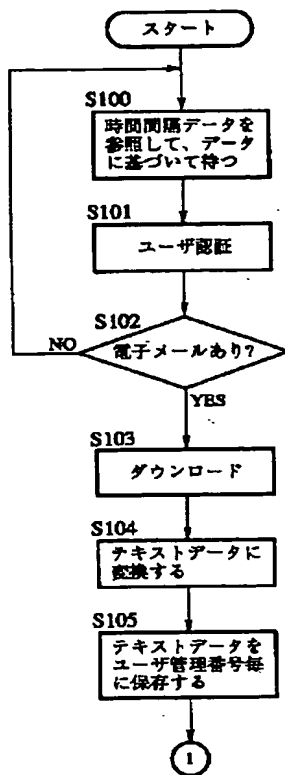 スタート
S100
時間間隔データを
参照して、データ
に基づいて待つ
S101
ユーザ認証
S102
電子メールあり?
NO
YES
S103
ダウンロード
S104
テキストデータに
変換する
S105
テキストデータを
ユーザ管理番号毎
に保存する
1